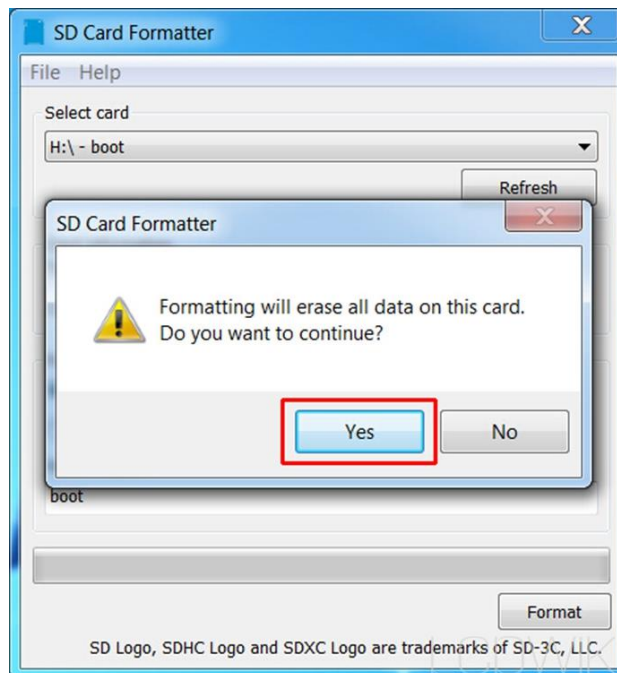 SD Card Formatter
File Help
Select card
H:\ - boot
Refresh
SD Card Formatter
Formatting will erase all data on this card.
Do you want to continue?
Yes
No
boot
Format
SD Logo, SDHC Logo and SDXC Logo are trademarks of SD-3C, LLC.
LCDWIK